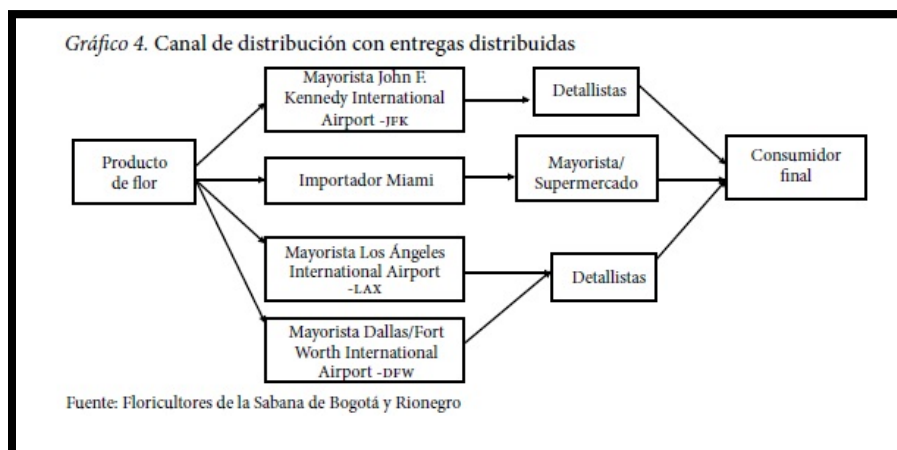 Gráfico 4. Canal de distribución con entregas distribuidas
Mayorista John F.
Kennedy International
Airport -JFK
Detallistas
Producto
de flor
Importador Miami
Mayorista/
Supermercado
Consumidor
final
Mayorista Los Ángeles
International Airport
-LAX
Detallistas
Mayorista Dallas/Fort
Worth International
Airport -DFW
Fuente: Floricultores de la Sabana de Bogotá y Rionegro